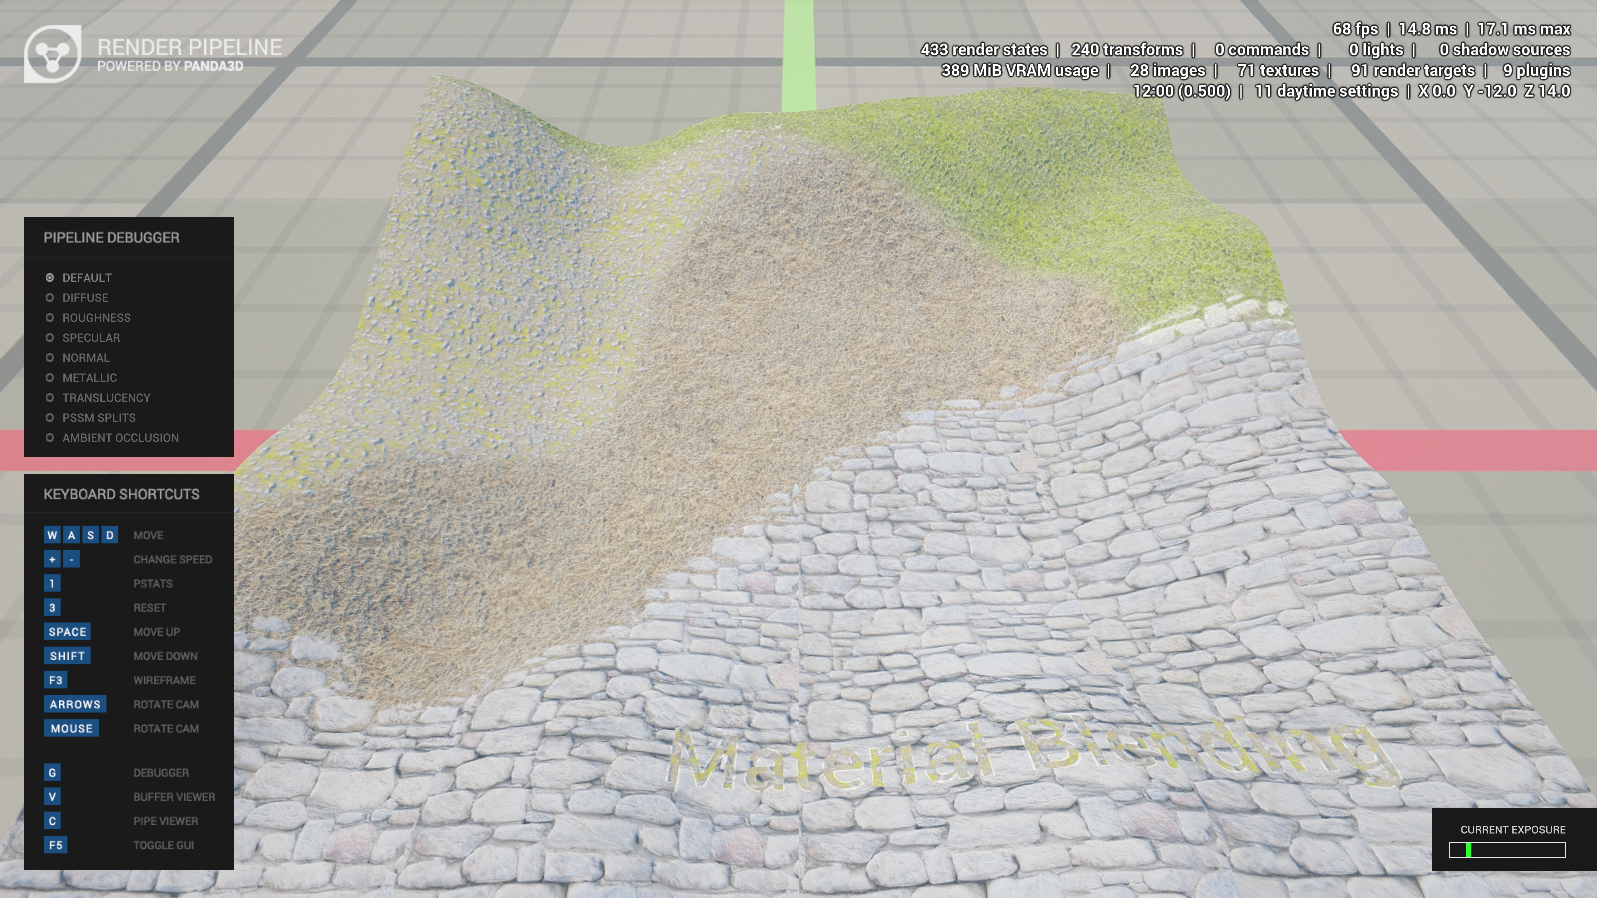 RENDER PIPELINE
POWERED BY PANDA3D
68 fps | 14.8 ms | 17.1 ms max
433 render states | 240 transforms | 0 commands | 0 lights | 0 shadow sources
389 MiB VRAM usage | 28 images | 71 textures | 91 render targets | 9 plugins
12:00 (0.500) | 11 daytime settings | X 0.0 Y -12.0 Z 14.0
PIPELINE DEBUGGER
DEFAULT
DIFFUSE
ROUGHNESS
SPECULAR
NORMAL
METALLIC
TRANSLUCENCY
PSSM SPLITS
AMBIENT OCCLUSION
KEYBOARD SHORTCUTS
W A S D MOVE
+ - CHANGE SPEED
1 PSTATS
3 RESET
SPACE MOVE UP
SHIFT MOVE DOWN
F3 WIREFRAME
ARROWS ROTATE CAM
MOUSE ROTATE CAM
G DEBUGGER
V BUFFER VIEWER
C PIPE VIEWER
F5 TOGGLE GUI
Material Blending
CURRENT EXPOSURE